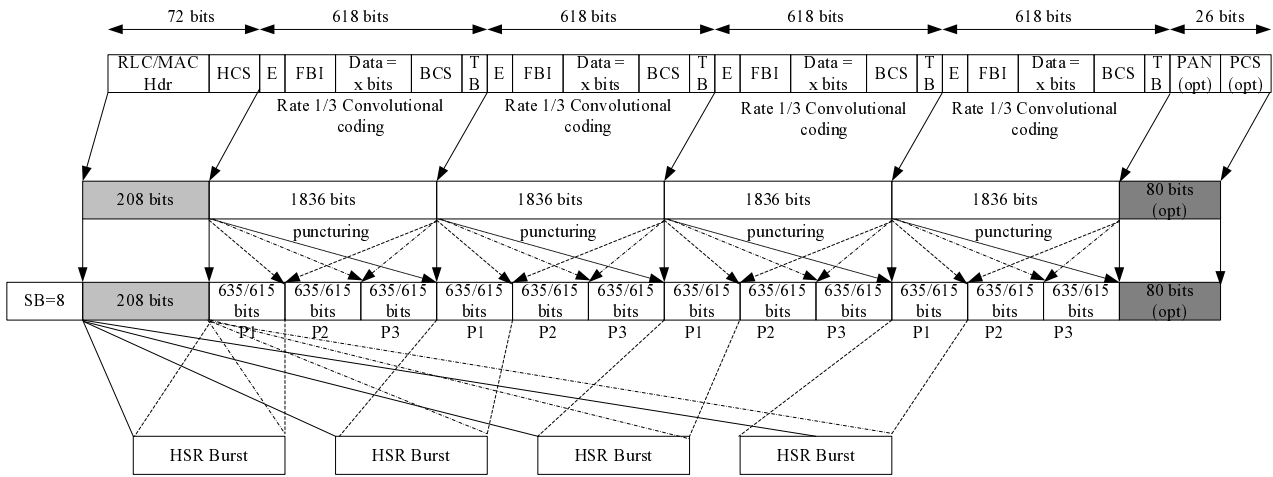 72 bits 618 bits 618 bits 618 bits 618 bits 26 bits
RLC/MAC Hdr HCS E FBI Data = x bits BCS T B E FBI Data = x bits BCS T B E FBI Data = x bits BCS T B E FBI Data = x bits BCS T B PAN (opt) PCS (opt)
Rate 1/3 Convolutional coding Rate 1/3 Convolutional coding Rate 1/3 Convolutional coding Rate 1/3 Convolutional coding
208 bits 1836 bits 1836 bits 1836 bits 1836 bits 80 bits (opt)
puncturing puncturing puncturing puncturing
SB=8 208 bits 635/615 bits 635/615 bits 635/615 bits 635/615 bits 635/615 bits 635/615 bits 635/615 bits 635/615 bits 635/615 bits 635/615 bits 635/615 bits 635/615 bits 80 bits (opt)
P1 P2 P3 P1 P2 P3 P1 P2 P3 P1 P2 P3
HSR Burst HSR Burst HSR Burst HSR Burst